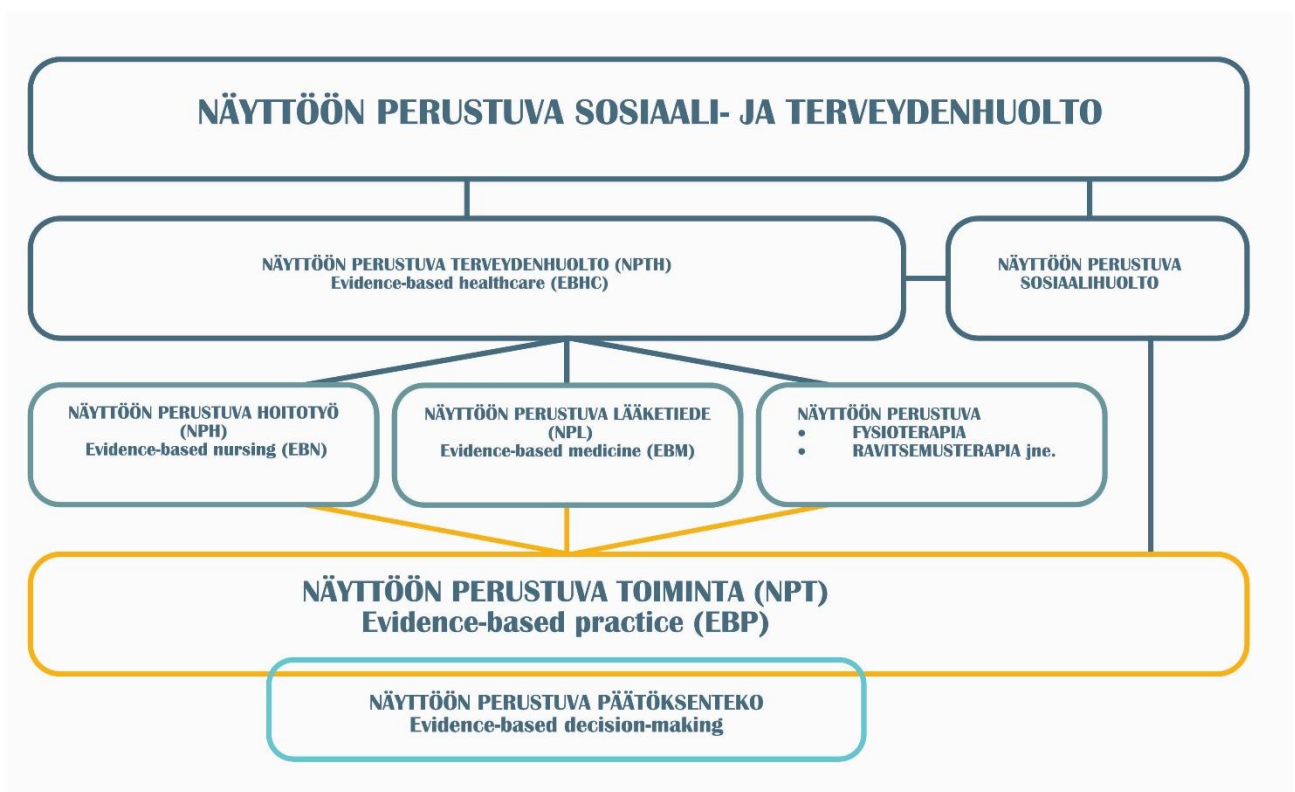 NÄYTTÖÖN PERUSTUVA SOSIAALI- JA TERVEYDENHUOLTO
NÄYTTÖÖN PERUSTUVA TERVEYDENHUOLTO (NPTH)
Evidence-based healthcare (EBHC)
NÄYTTÖÖN PERUSTUVA
SOSIAALIHUOLTO
NÄYTTÖÖN PERUSTUVA HOITOTYÖ
(NPH)
Evidence-based nursing (EBN)
NÄYTTÖÖN PERUSTUVA LÄÄKETIEDE
(NPL)
Evidence-based medicine (EBM)
NÄYTTÖÖN PERUSTUVA
• FYSIOTERAPIA
• RAVITSEMUSTERAPIA jne.
NÄYTTÖÖN PERUSTUVA TOIMINTA (NPT)
Evidence-based practice (EBP)
NÄYTTÖÖN PERUSTUVA PÄÄTÖKSENTEKO
Evidence-based decision-making